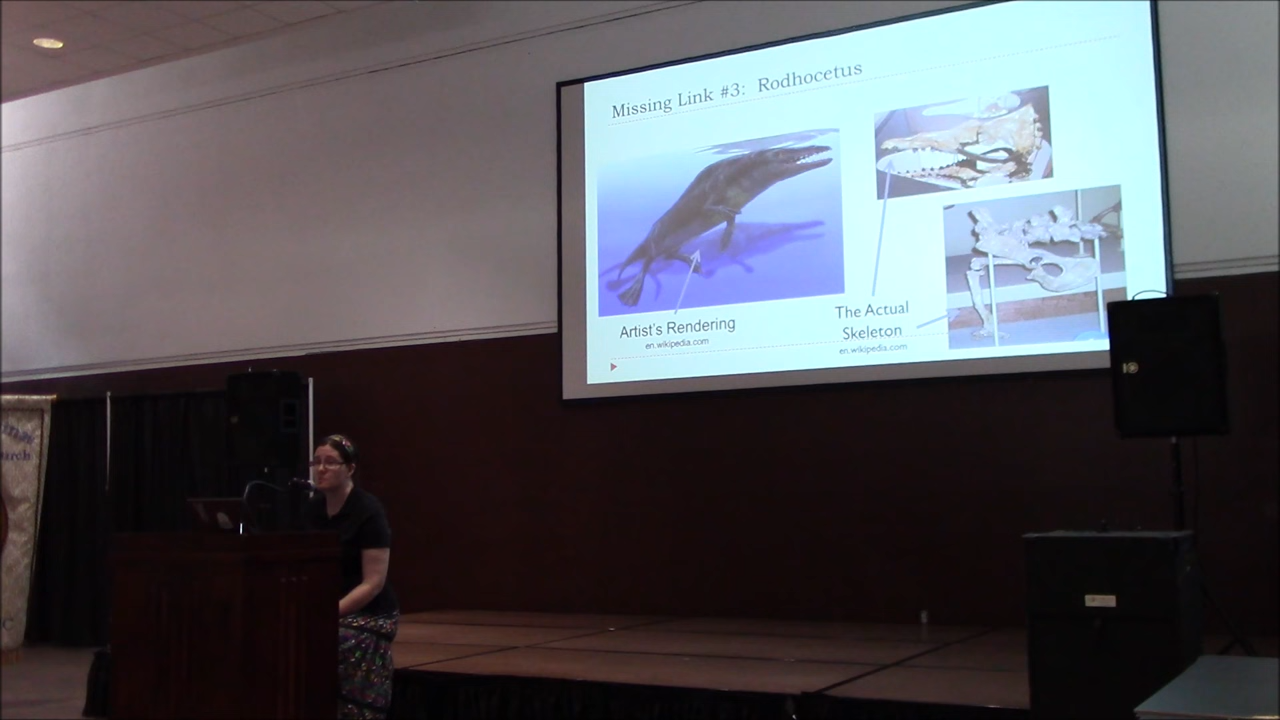 Missing Link #3: Rodhocetus
Artist's Rendering
en.wikipedia.com
The Actual
Skeleton
en.wikipedia.com